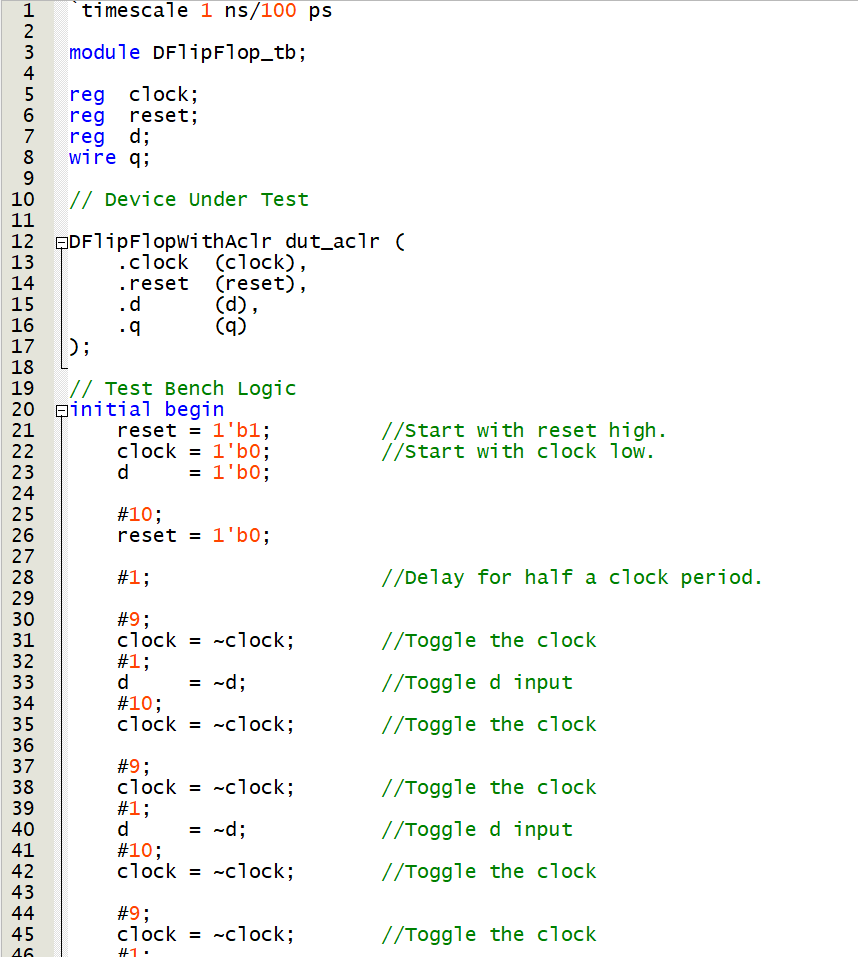 1 `timescale 1 ns/100 ps
2
3 module DFlipFlop_tb;
4
5 reg  clock;
6 reg  reset;
7 reg  d;
8 wire q;
9
10 // Device Under Test
11
12 DFlipFlopWithAclr dut_aclr (
13     .clock  (clock),
14     .reset  (reset),
15     .d      (d),
16     .q      (q)
17 );
18
19 // Test Bench Logic
20 initial begin
21     reset = 1'b1;         //Start with reset high.
22     clock = 1'b0;         //Start with clock low.
23     d     = 1'b0;
24
25     #10;
26     reset = 1'b0;
27
28     #1;                   //Delay for half a clock period.
29
30     #9;
31     clock = ~clock;       //Toggle the clock
32     #1;
33     d     = ~d;           //Toggle d input
34     #10;
35     clock = ~clock;       //Toggle the clock
36
37     #9;
38     clock = ~clock;       //Toggle the clock
39     #1;
40     d     = ~d;           //Toggle d input
41     #10;
42     clock = ~clock;       //Toggle the clock
43
44     #9;
45     clock = ~clock;       //Toggle the clock
46     #1;